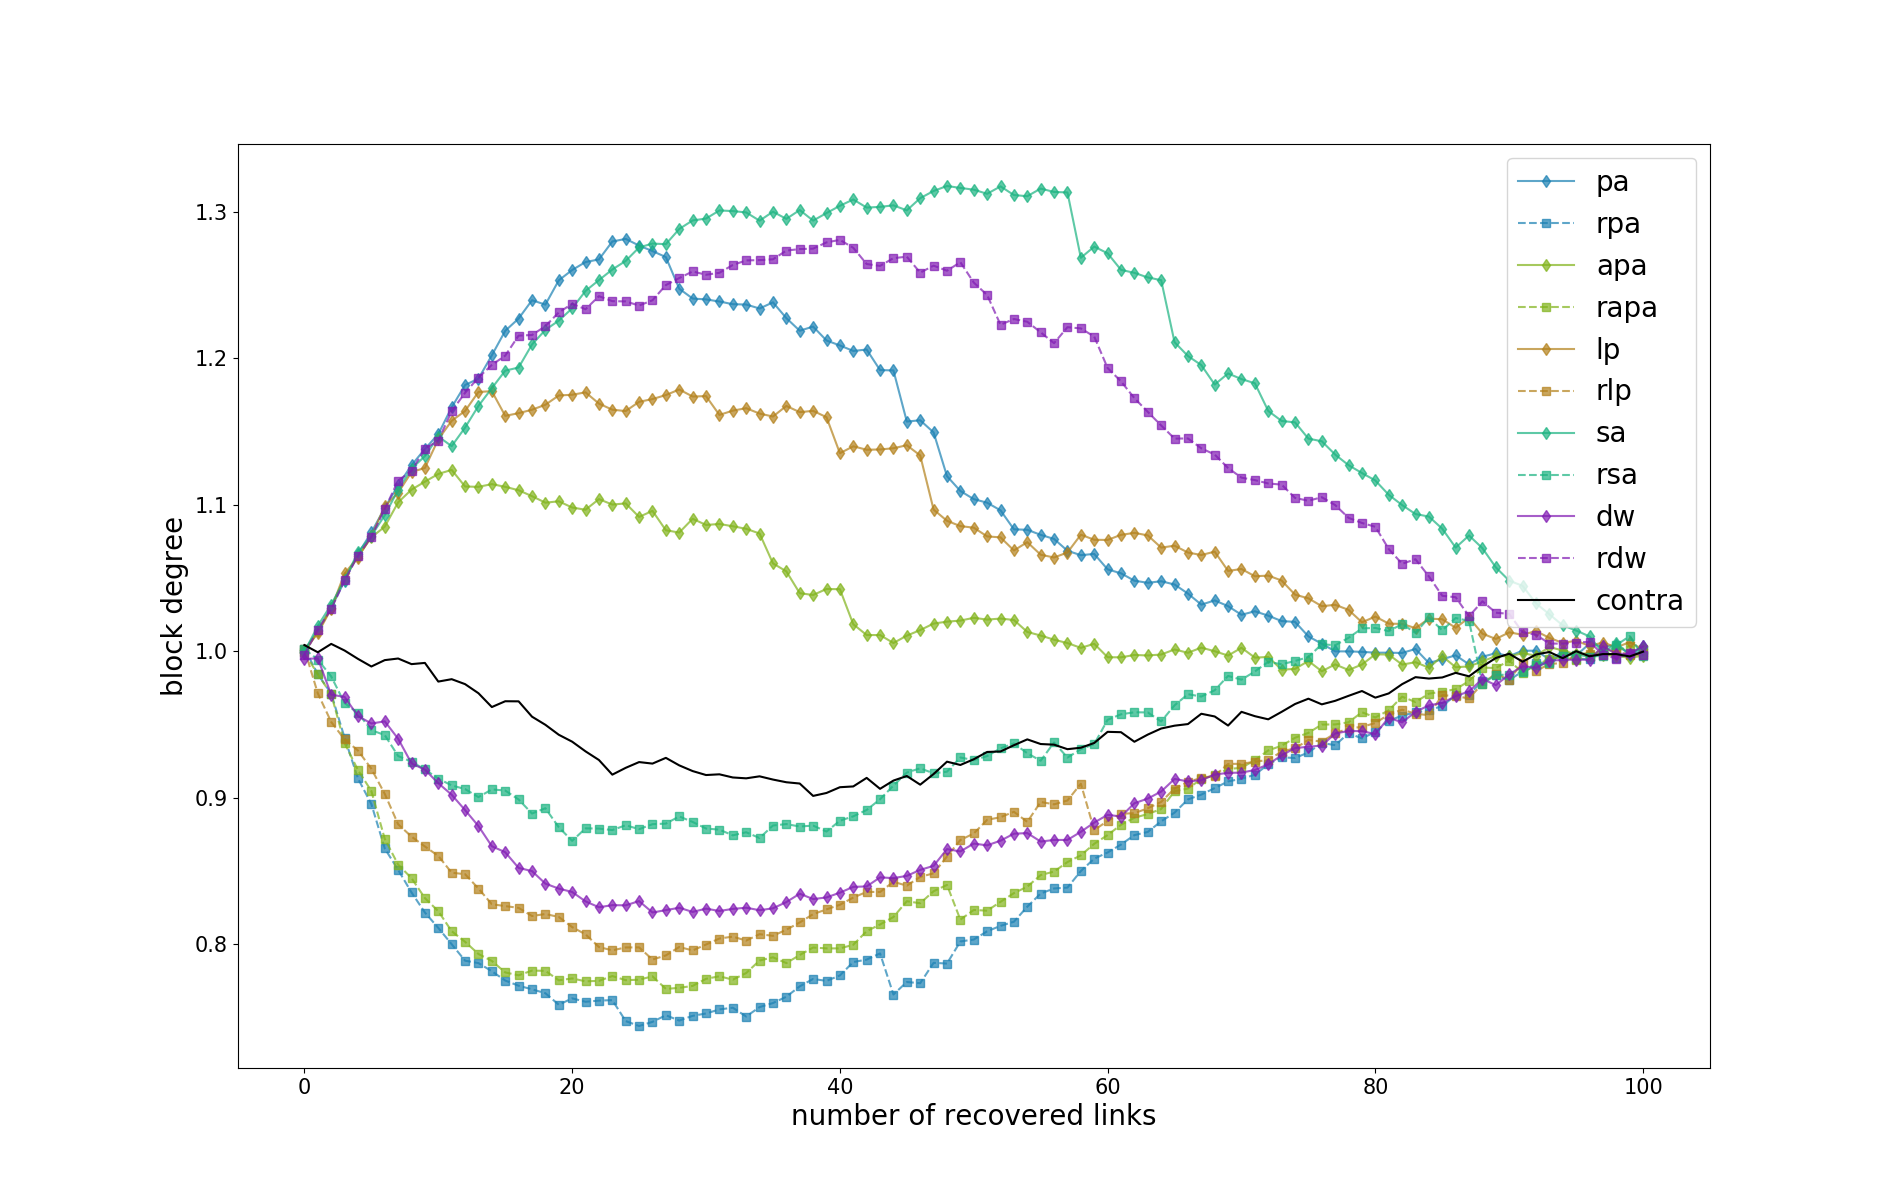 1.3
1.2
1.1
1.0
0.9
0.8
block degree
0
20
40
60
80
100
number of recovered links
pa
rpa
apa
rapa
lp
rlp
sa
rsa
dw
rdw
contra